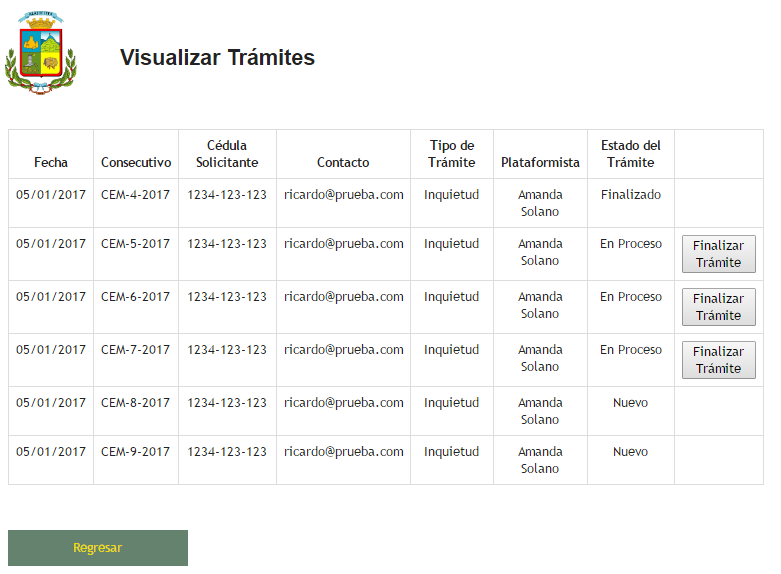 Visualizar Trámites
Fecha Consecutivo Cédula Solicitante Contacto Tipo de Trámite Plataformista Estado del Trámite
05/01/2017 CEM-4-2017 1234-123-123 ricardo@prueba.com Inquietud Amanda Solano Finalizado
05/01/2017 CEM-5-2017 1234-123-123 ricardo@prueba.com Inquietud Amanda Solano En Proceso Finalizar Trámite
05/01/2017 CEM-6-2017 1234-123-123 ricardo@prueba.com Inquietud Amanda Solano En Proceso Finalizar Trámite
05/01/2017 CEM-7-2017 1234-123-123 ricardo@prueba.com Inquietud Amanda Solano En Proceso Finalizar Trámite
05/01/2017 CEM-8-2017 1234-123-123 ricardo@prueba.com Inquietud Amanda Solano Nuevo
05/01/2017 CEM-9-2017 1234-123-123 ricardo@prueba.com Inquietud Amanda Solano Nuevo
Regresar